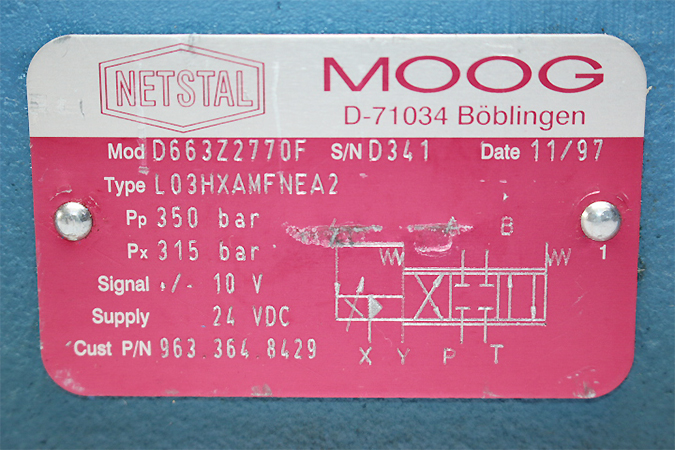 NETSTAL
MOOG
D-71034 Böblingen
Mod D663Z2770F S/N D341 Date 11/97
Type L03HXAMFNEA2
Pp 350 bar
Px 315 bar
Signal +/- 10 V
Supply 24 VDC
Cust P/N 963.364.8429
B
1
X Y P T